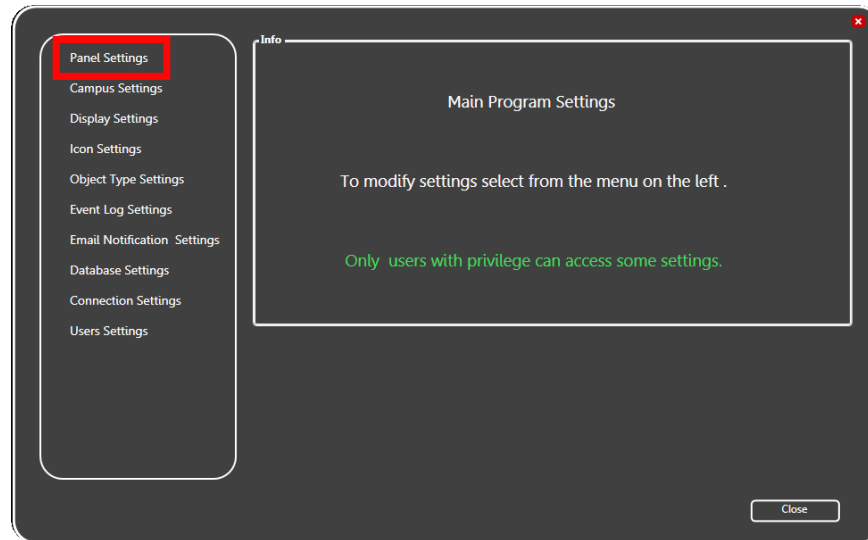 Panel Settings
Campus Settings
Display Settings
Icon Settings
Object Type Settings
Event Log Settings
Email Notification  Settings
Database Settings
Connection Settings
Users Settings
Info
Main Program Settings
To modify settings select from the menu on the left .
Only  users with privilege can access some settings.
Close